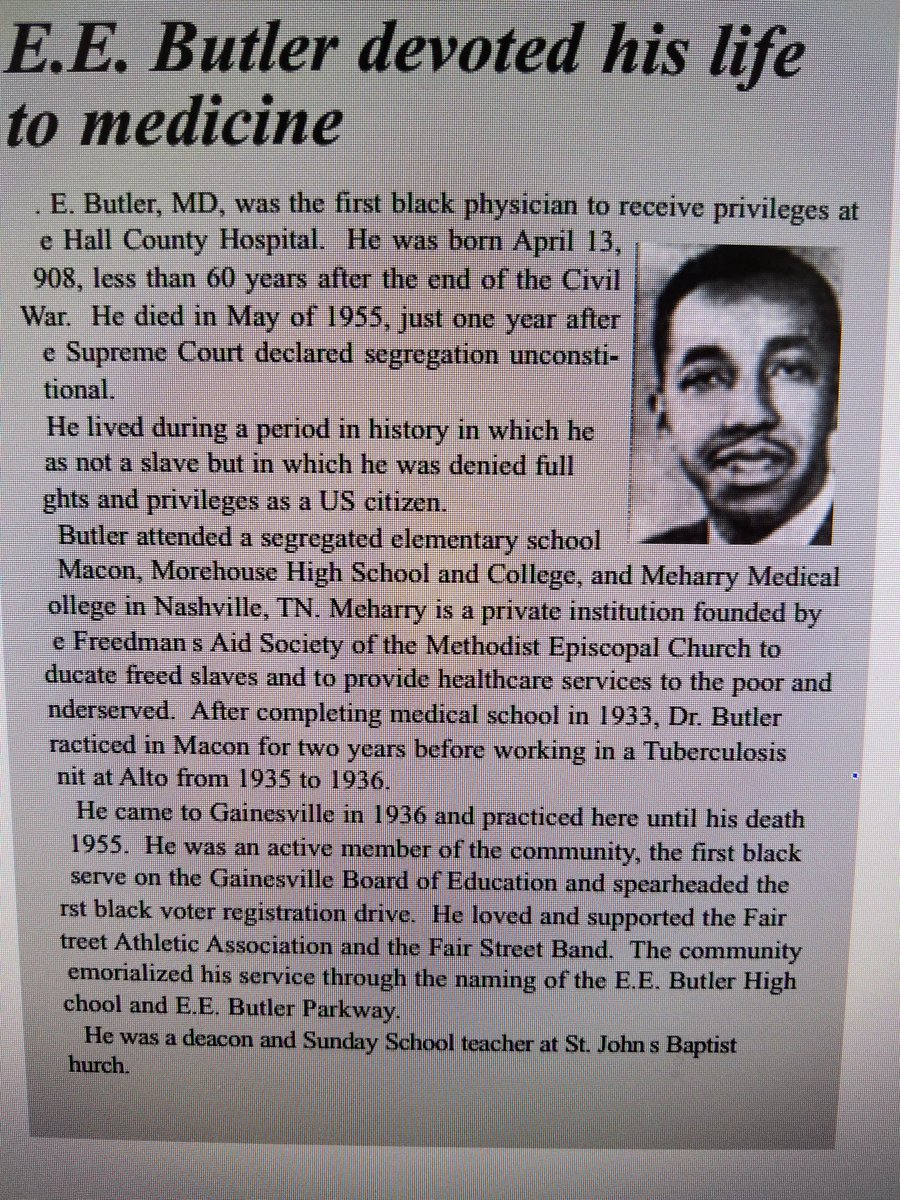 E.E. Butler devoted his life
to medicine
. E. Butler, MD, was the first black physician to receive privileges at
e Hall County Hospital. He was born April 13,
908, less than 60 years after the end of the Civil
War. He died in May of 1955, just one year after
e Supreme Court declared segregation unconsti-
tional.
He lived during a period in history in which he
as not a slave but in which he was denied full
ghts and privileges as a US citizen.
Butler attended a segregated elementary school
Macon, Morehouse High School and College, and Meharry Medical
ollege in Nashville, TN. Meharry is a private institution founded by
e Freedman s Aid Society of the Methodist Episcopal Church to
ducate freed slaves and to provide healthcare services to the poor and
nderserved. After completing medical school in 1933, Dr. Butler
racticed in Macon for two years before working in a Tuberculosis
nit at Alto from 1935 to 1936.
He came to Gainesville in 1936 and practiced here until his death
1955. He was an active member of the community, the first black
serve on the Gainesville Board of Education and spearheaded the
rst black voter registration drive. He loved and supported the Fair
treet Athletic Association and the Fair Street Band. The community
emorialized his service through the naming of the E.E. Butler High
chool and E.E. Butler Parkway.
He was a deacon and Sunday School teacher at St. John s Baptist
hurch.